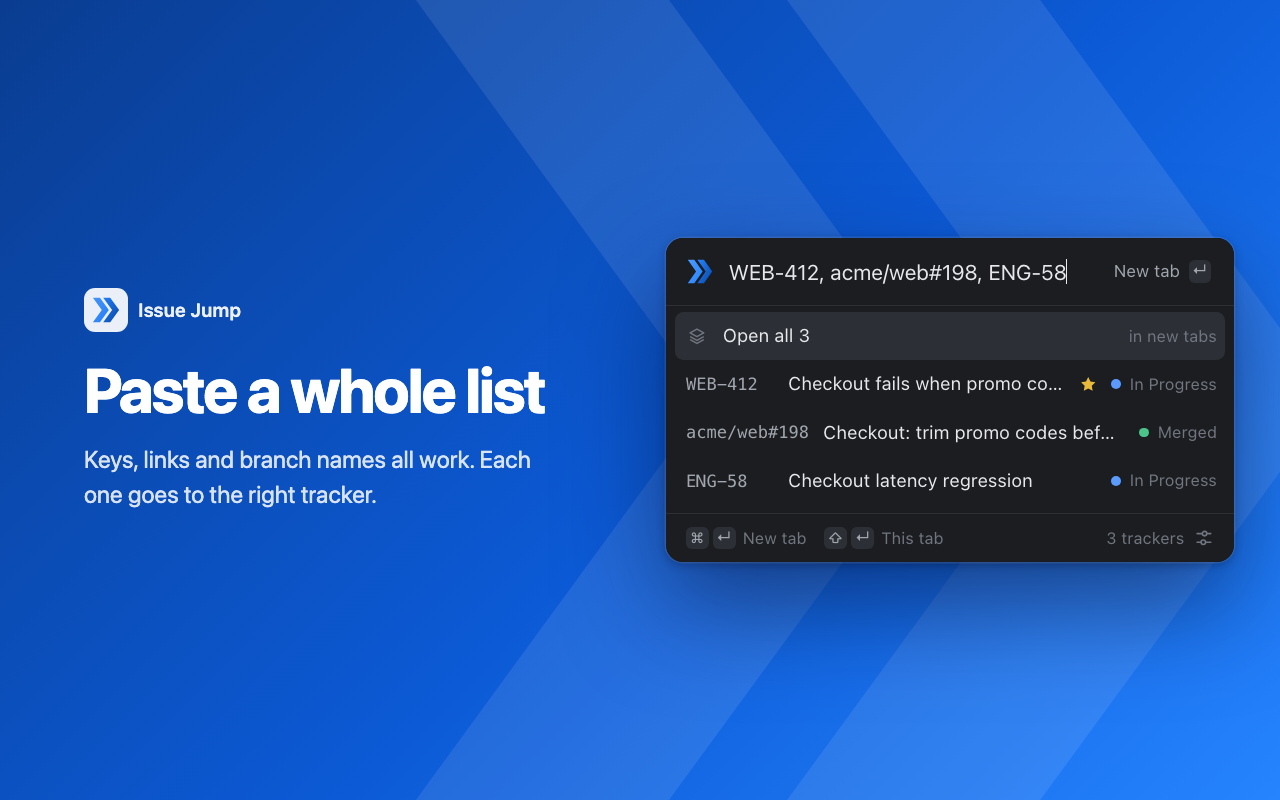 Issue Jump
Paste a whole list
Keys, links and branch names all work. Each
one goes to the right tracker.
WEB-412, acme/web#198, ENG-58
New tab ↵
Open all 3
in new tabs
WEB-412 Checkout fails when promo co... In Progress
acme/web#198 Checkout: trim promo codes bef... Merged
ENG-58 Checkout latency regression In Progress
⌘ ↵ New tab ⇧ ↵ This tab 3 trackers